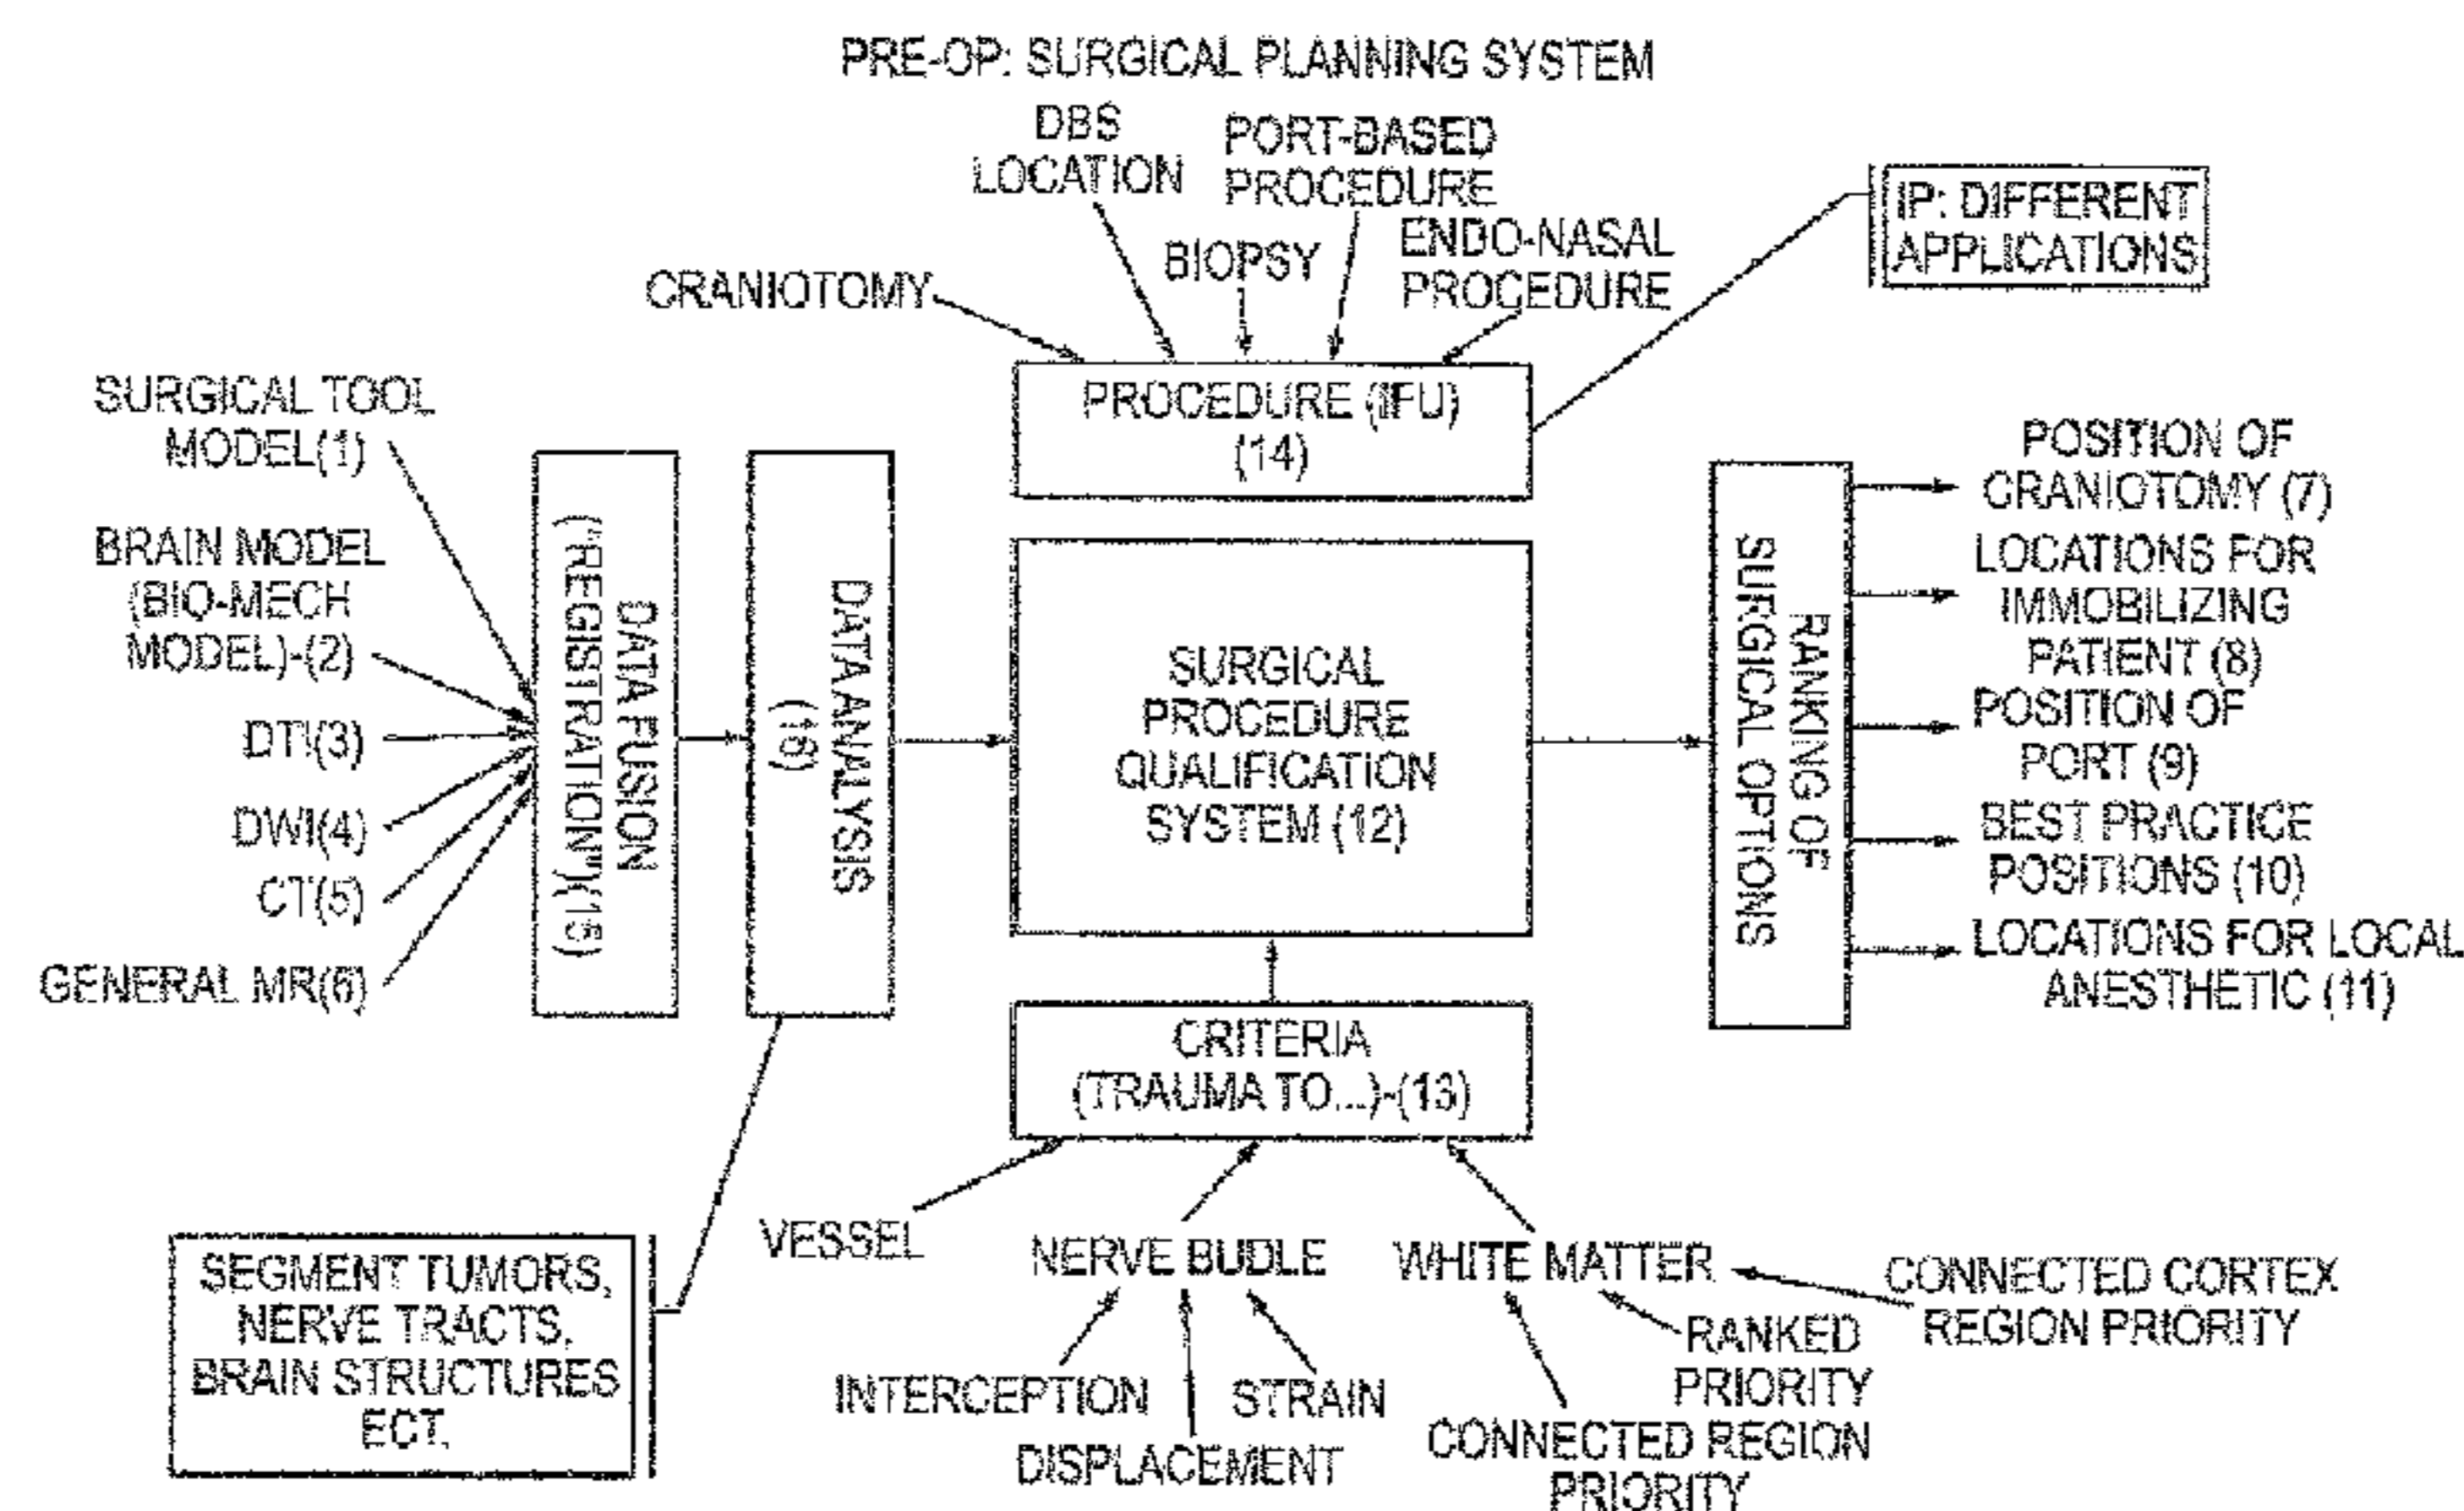 PRE-OP: SURGICAL PLANNING SYSTEM
DBS
LOCATION
PORT-BASED
PROCEDURE
IP: DIFFERENT
APPLICATIONS
CRANIOTOMY
BIOPSY
ENDO-NASAL
PROCEDURE
PROCEDURE (IFU)
(14)
SURGICAL TOOL
MODEL(1)
BRAIN MODEL
(BIO-MECH
MODEL)-(2)
DTI(3)
DWI(4)
CT(5)
GENERAL MR(6)
DATA FUSION
("REGISTRATION")(15)
DATA ANALYSIS
(16)
SURGICAL
PROCEDURE
QUALIFICATION
SYSTEM (12)
RANKING OF
SURGICAL OPTIONS
POSITION OF
CRANIOTOMY (7)
LOCATIONS FOR
IMMOBILIZING
PATIENT (8)
POSITION OF
PORT (9)
BEST PRACTICE
POSITIONS (10)
LOCATIONS FOR LOCAL
ANESTHETIC (11)
CRITERIA
(TRAUMA TO...)-(13)
VESSEL
NERVE BUDLE
WHITE MATTER
CONNECTED CORTEX
REGION PRIORITY
INTERCEPTION
DISPLACEMENT
STRAIN
RANKED
PRIORITY
CONNECTED REGION
PRIORITY
SEGMENT TUMORS,
NERVE TRACTS,
BRAIN STRUCTURES
ECT.